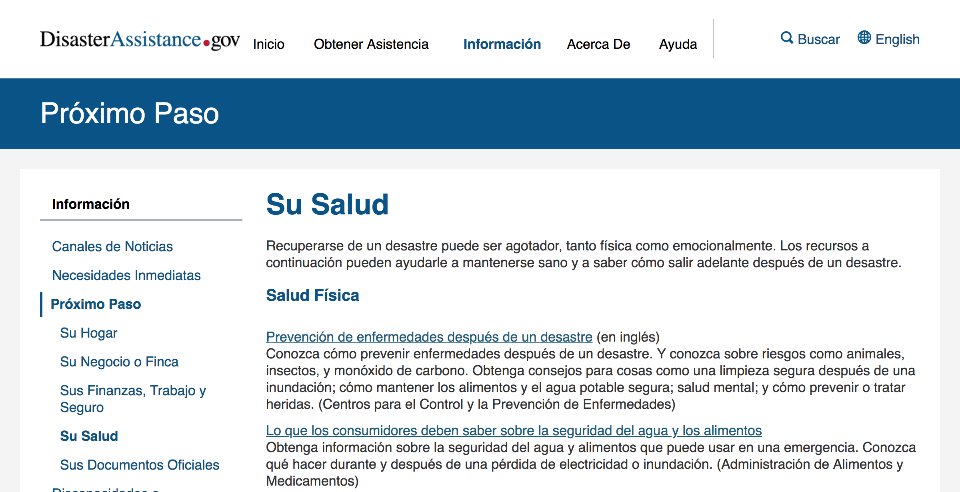 DisasterAssistance.gov
Inicio Obtener Asistencia Información Acerca De Ayuda Buscar English
Próximo Paso
Información
Canales de Noticias
Necesidades Inmediatas
Próximo Paso
Su Hogar
Su Negocio o Finca
Sus Finanzas, Trabajo y
Seguro
Su Salud
Sus Documentos Oficiales
Su Salud
Recuperarse de un desastre puede ser agotador, tanto física como emocionalmente. Los recursos a
continuación pueden ayudarle a mantenerse sano y a saber cómo salir adelante después de un desastre.
Salud Física
Prevención de enfermedades después de un desastre (en inglés)
Conozca cómo prevenir enfermedades después de un desastre. Y conozca sobre riesgos como animales,
insectos, y monóxido de carbono. Obtenga consejos para cosas como una limpieza segura después de una
inundación; cómo mantener los alimentos y el agua potable segura; salud mental; y cómo prevenir o tratar
heridas. (Centros para el Control y la Prevención de Enfermedades)
Lo que los consumidores deben saber sobre la seguridad del agua y los alimentos
Obtenga información sobre la seguridad del agua y alimentos que puede usar en una emergencia. Conozca
qué hacer durante y después de una pérdida de electricidad o inundación. (Administración de Alimentos y
Medicamentos)